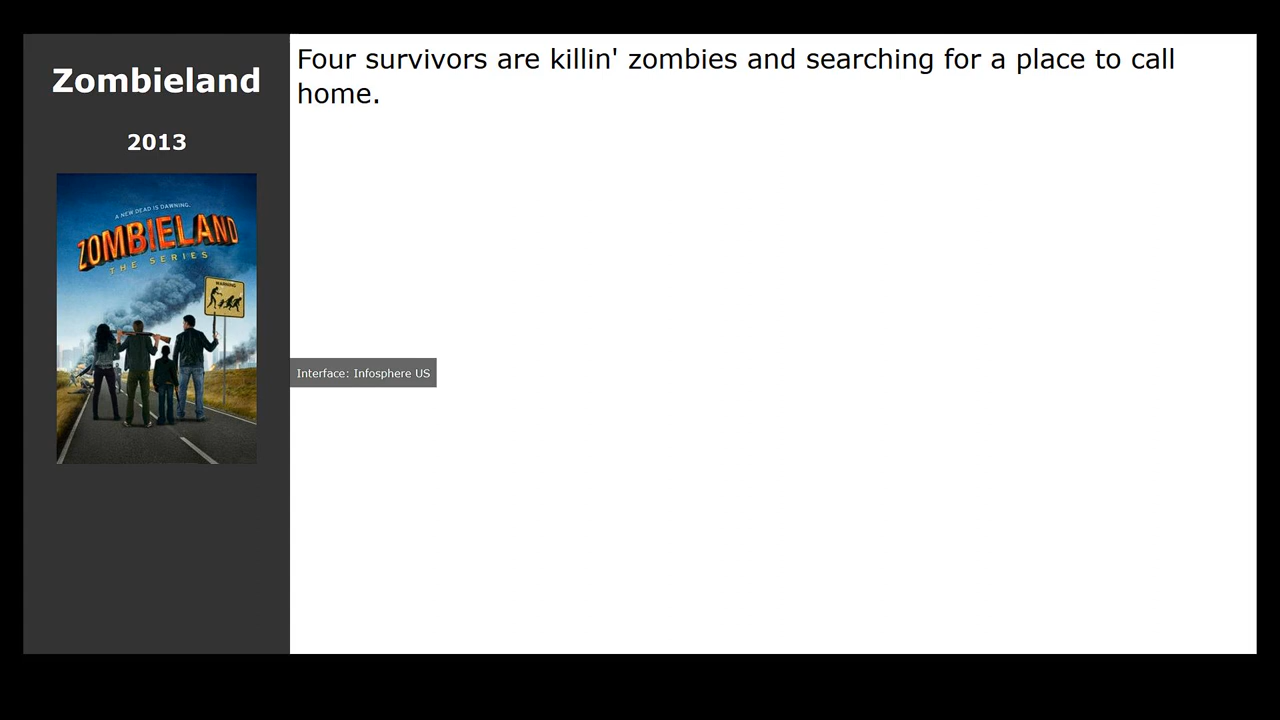 Zombieland
2013
A NEW DEAD IS DAWNING.
ZOMBIELAND
THE SERIES
WARNING
Four survivors are killin' zombies and searching for a place to call
home.
Interface: Infosphere US